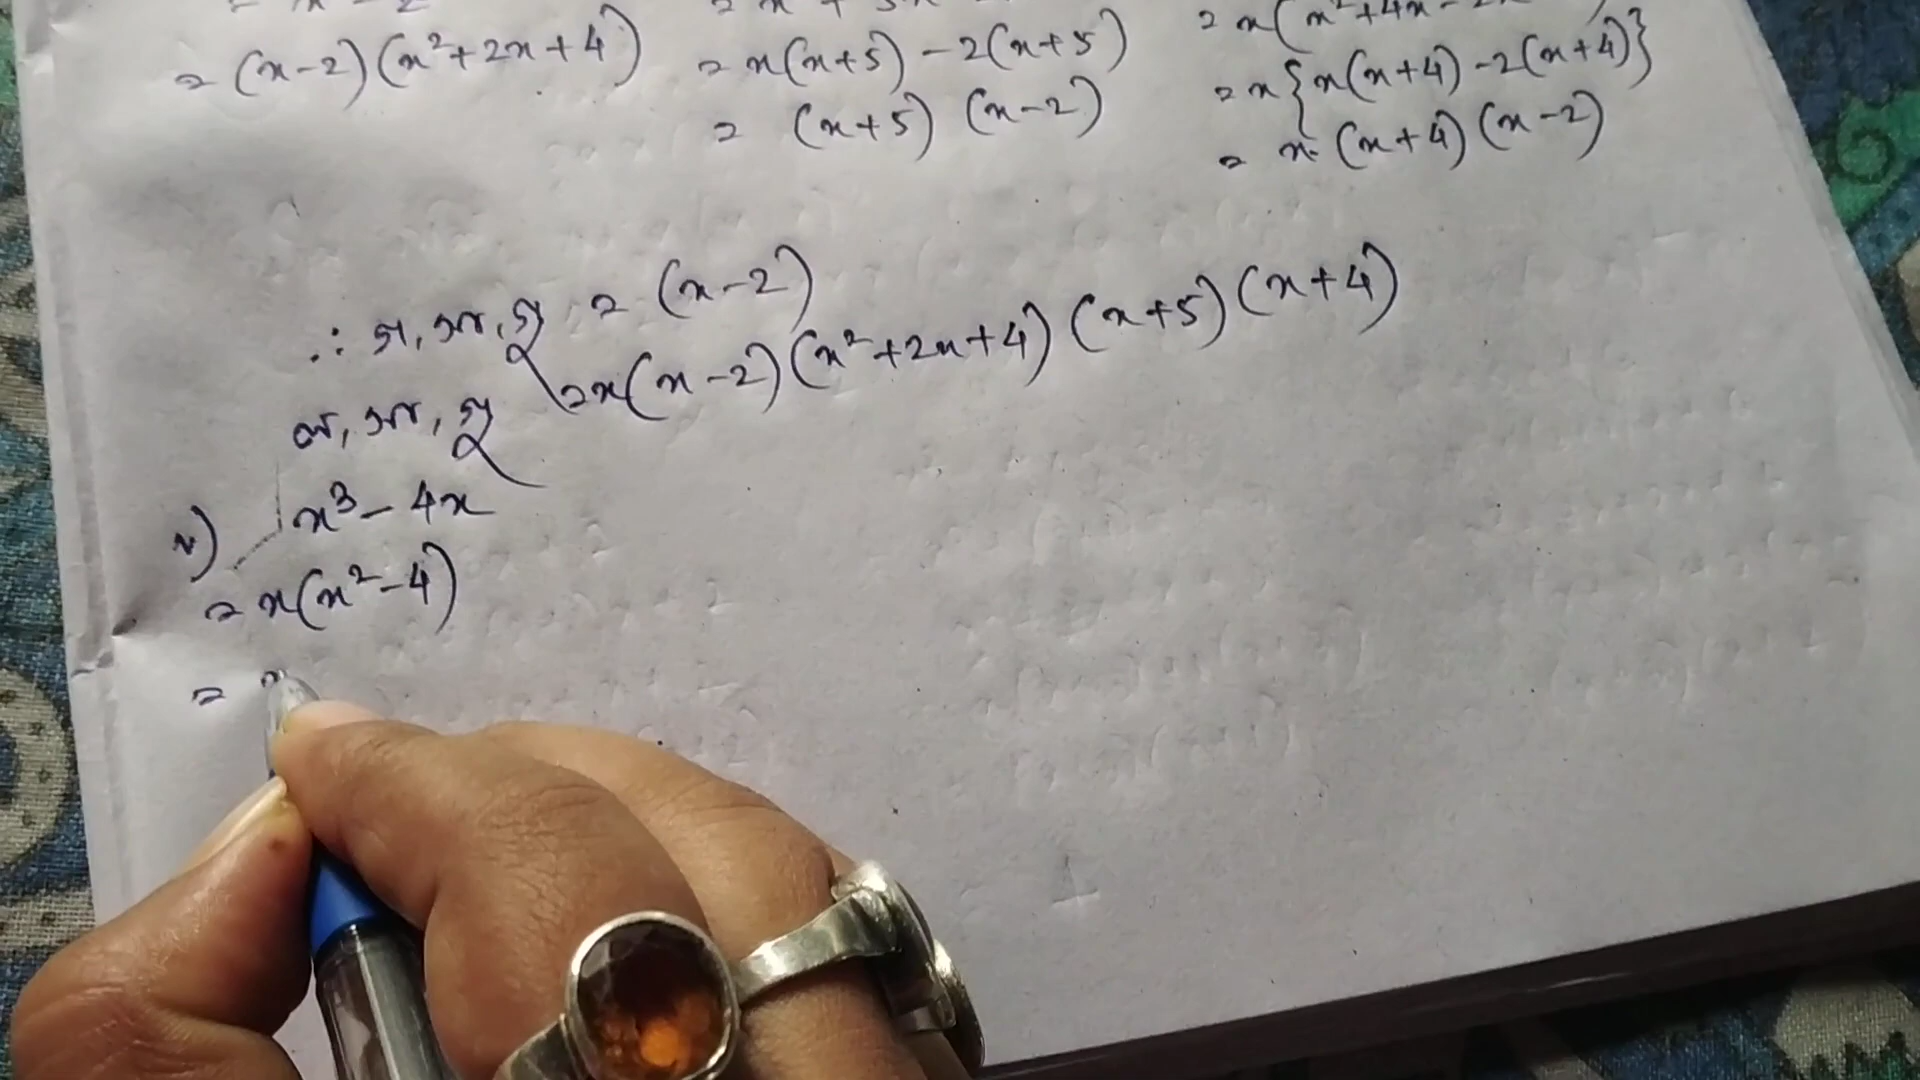 = (x-2)(x²+2x+4)
= x(x+5) -2(x+5)
= (x+5) (x-2)
= x{x(x+4) -2(x+4)}
= x (x+4) (x-2)
∴ গ,সা,গু = (x-2)
ল,সা,গু = x(x-2)(x²+2x+4)(x+5)(x+4)
v) x³ - 4x
= x(x²-4)
=